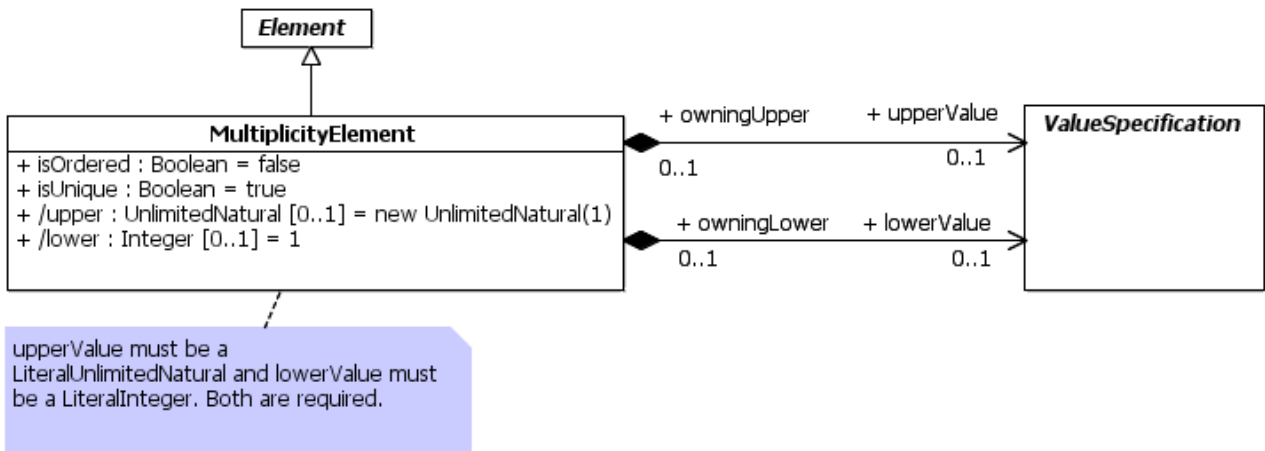 Element
MultiplicityElement
+ isOrdered : Boolean = false
+ isUnique : Boolean = true
+ /upper : UnlimitedNatural [0..1] = new UnlimitedNatural(1)
+ /lower : Integer [0..1] = 1
+ owningUpper
+ upperValue
0..1
0..1
+ owningLower
+ lowerValue
0..1
0..1
ValueSpecification
upperValue must be a
LiteralUnlimitedNatural and lowerValue must
be a LiteralInteger. Both are required.